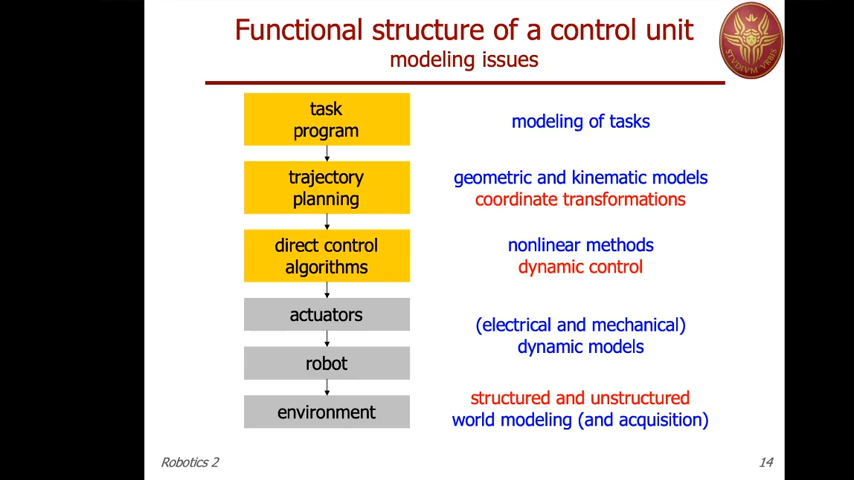 Functional structure of a control unit
modeling issues
STVDIVM VRBIS
task
program
modeling of tasks
trajectory
planning
geometric and kinematic models
coordinate transformations
direct control
algorithms
nonlinear methods
dynamic control
actuators
(electrical and mechanical)
dynamic models
robot
environment
structured and unstructured
world modeling (and acquisition)
Robotics 2
14